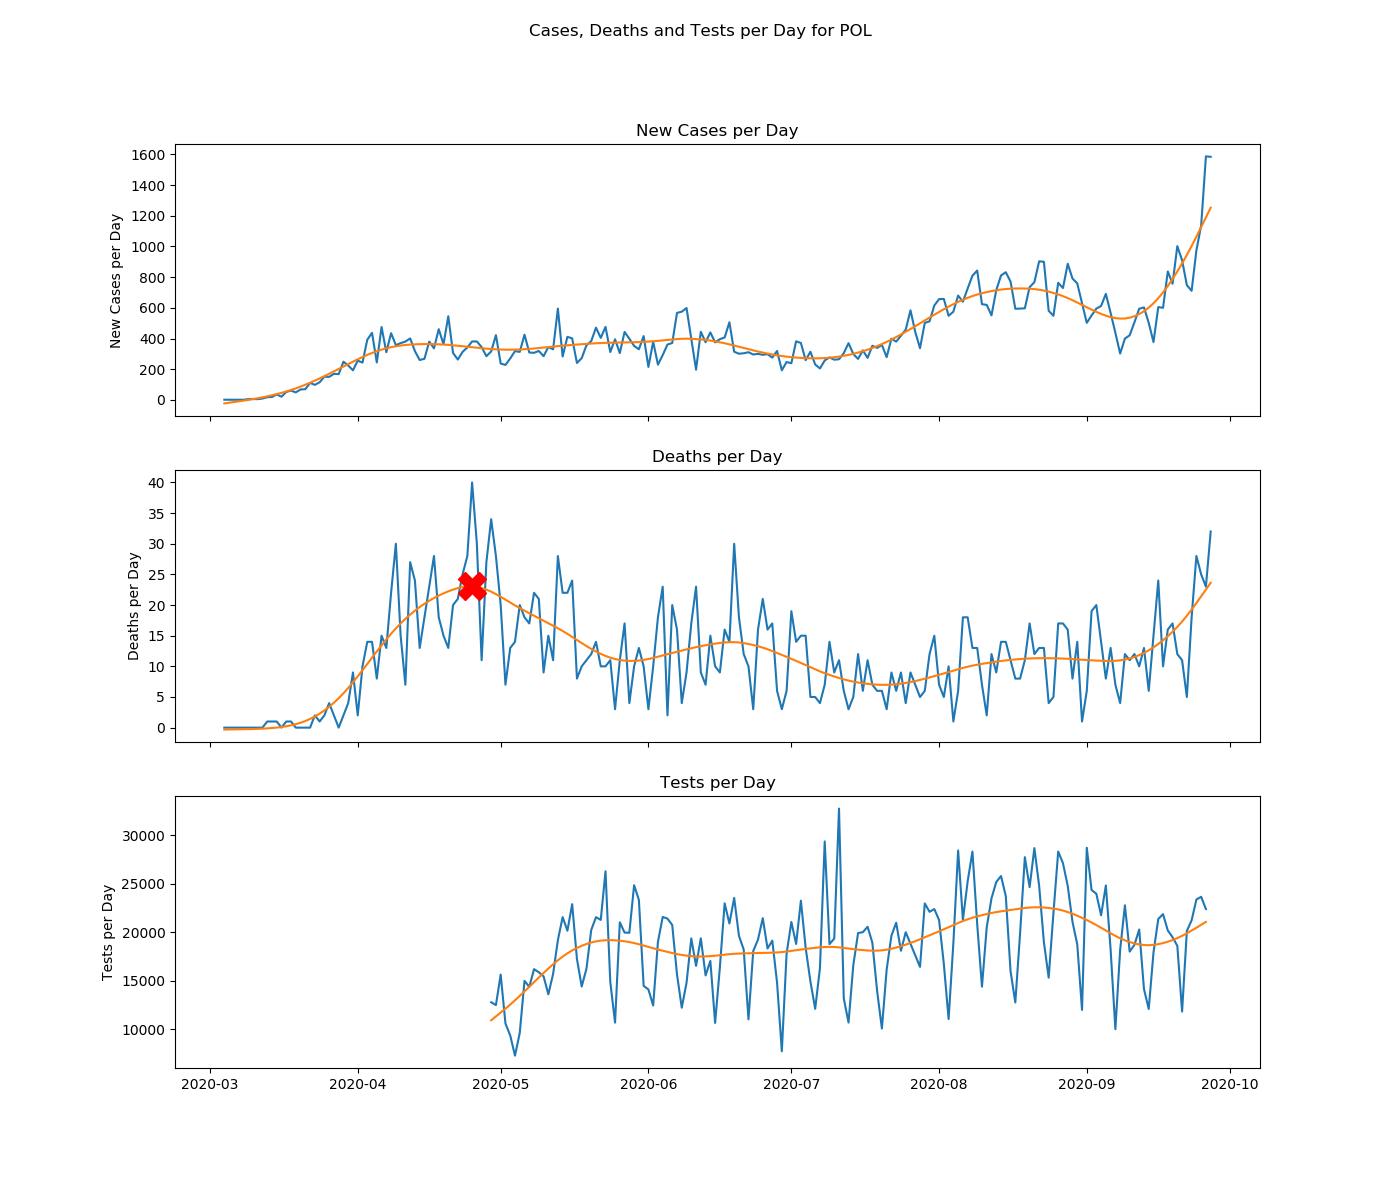 Cases, Deaths and Tests per Day for POL
New Cases per Day
New Cases per Day
1600
1400
1200
1000
800
600
400
200
0
Deaths per Day
Deaths per Day
40
35
30
25
20
15
10
5
0
Tests per Day
Tests per Day
30000
25000
20000
15000
10000
2020-03 2020-04 2020-05 2020-06 2020-07 2020-08 2020-09 2020-10